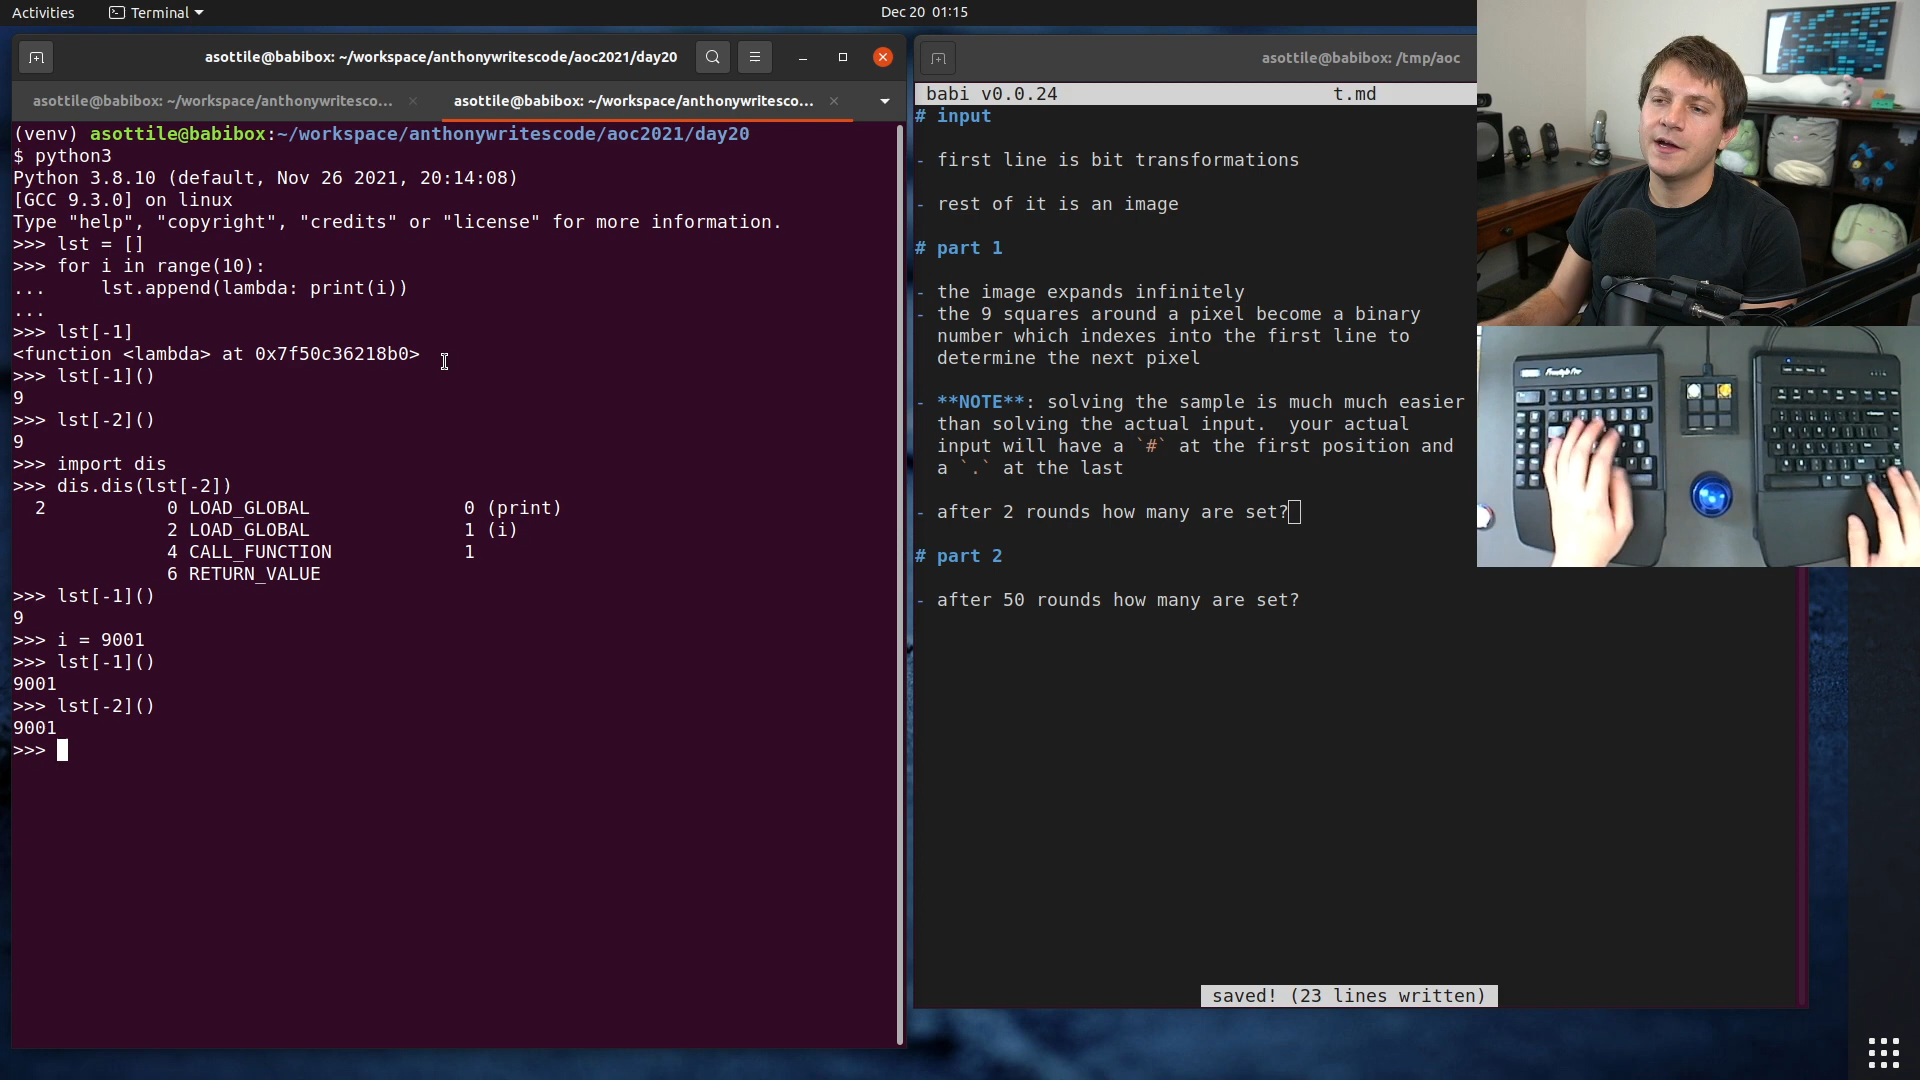 Activities
Terminal
Dec 20 01:15
asottile@babibox: ~/workspace/anthonywritescode/aoc2021/day20
asottile@babibox: ~/workspace/anthonywritesco...
asottile@babibox: ~/workspace/anthonywritesco...
(venv) asottile@babibox:~/workspace/anthonywritescode/aoc2021/day20
$ python3
Python 3.8.10 (default, Nov 26 2021, 20:14:08)
[GCC 9.3.0] on linux
Type "help", "copyright", "credits" or "license" for more information.
>>> lst = []
>>> for i in range(10):
...     lst.append(lambda: print(i))
...
>>> lst[-1]
<function <lambda> at 0x7f50c36218b0>
>>> lst[-1]()
9
>>> lst[-2]()
9
>>> import dis
>>> dis.dis(lst[-2])
  2           0 LOAD_GLOBAL              0 (print)
              2 LOAD_GLOBAL              1 (i)
              4 CALL_FUNCTION            1
              6 RETURN_VALUE
>>> lst[-1]()
9
>>> i = 9001
>>> lst[-1]()
9001
>>> lst[-2]()
9001
>>>
asottile@babibox: /tmp/aoc
babi v0.0.24 t.md
# input
- first line is bit transformations
- rest of it is an image
# part 1
- the image expands infinitely
- the 9 squares around a pixel become a binary
number which indexes into the first line to
determine the next pixel
- **NOTE**: solving the sample is much much easier
than solving the actual input.  your actual
input will have a `#` at the first position and
a `.` at the last
- after 2 rounds how many are set?
# part 2
- after 50 rounds how many are set?
saved! (23 lines written)